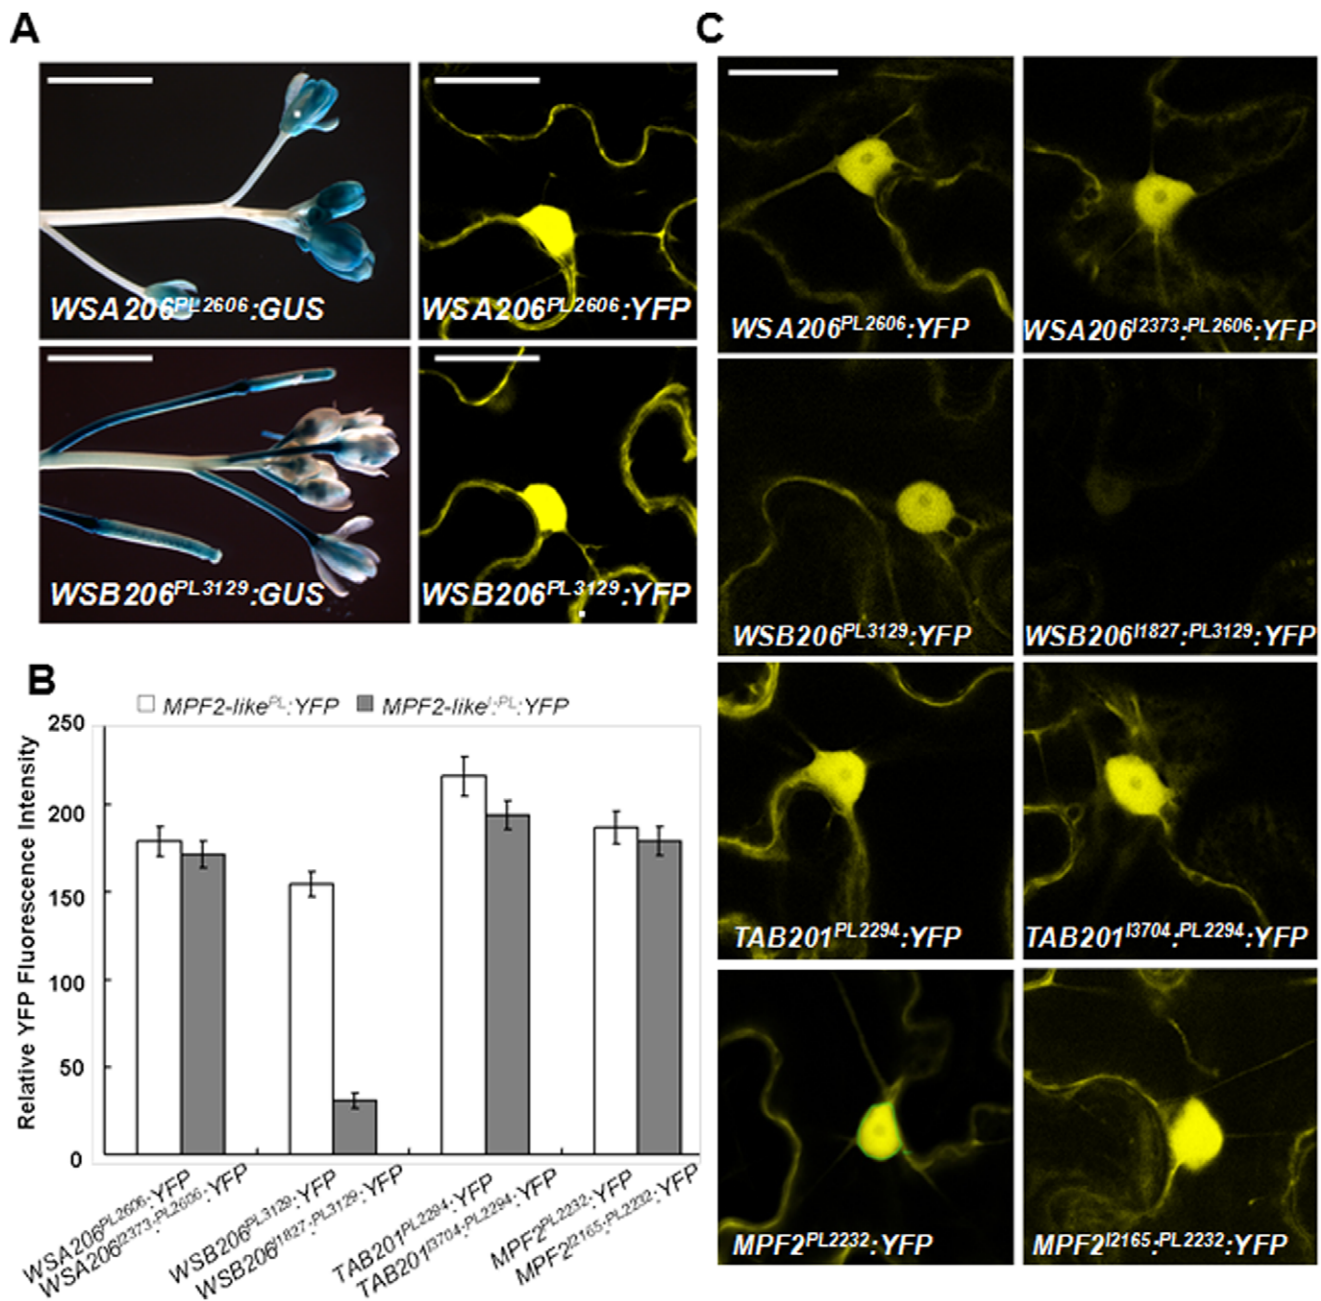 A
WSA206PL2606:GUS
WSA206PL2606:YFP
WSB206PL3129:GUS
WSB206PL3129:YFP
B
MPF2-likePL:YFP
MPF2-likeI:-PL:YFP
Relative YFP Fluorescence Intensity
250
200
150
100
50
0
WSA206PL2606:YFP
WSA206I2373:PL2606:YFP
WSB206PL3129:YFP
WSB206I1827:PL3129:YFP
TAB201PL2294:YFP
TAB201I3704:PL2294:YFP
MPF2PL2232:YFP
MPF2I2165:PL2232:YFP
C
WSA206PL2606:YFP
WSA206I2373:PL2606:YFP
WSB206PL3129:YFP
WSB206I1827:PL3129:YFP
TAB201PL2294:YFP
TAB201I3704:PL2294:YFP
MPF2PL2232:YFP
MPF2I2165:PL2232:YFP